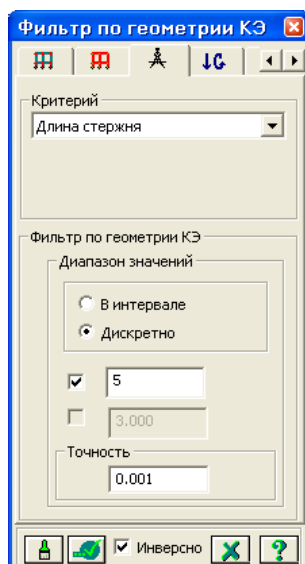 Фильтр по геометрии КЭ
Критерий
Длина стержня
Фильтр по геометрии КЭ
Диапазон значений
В интервале
Дискретно
5
3.000
Точность
0.001
Инверсно
?